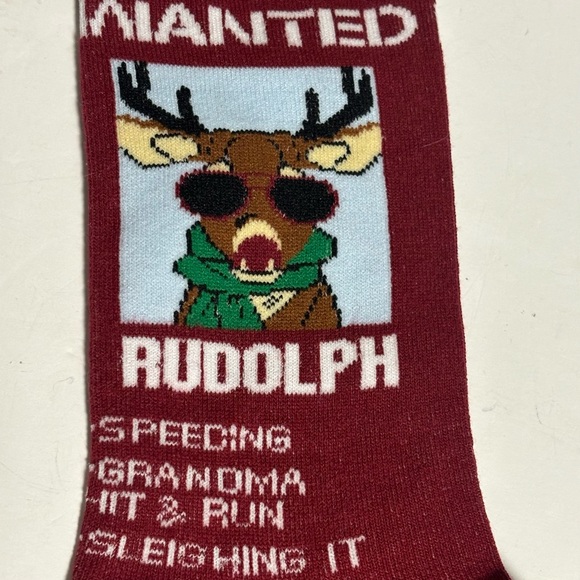 WANTED
RUDOLPH
·SPEEDING
·GRANDOMA
HIT & RUN
·SLEIGHING IT